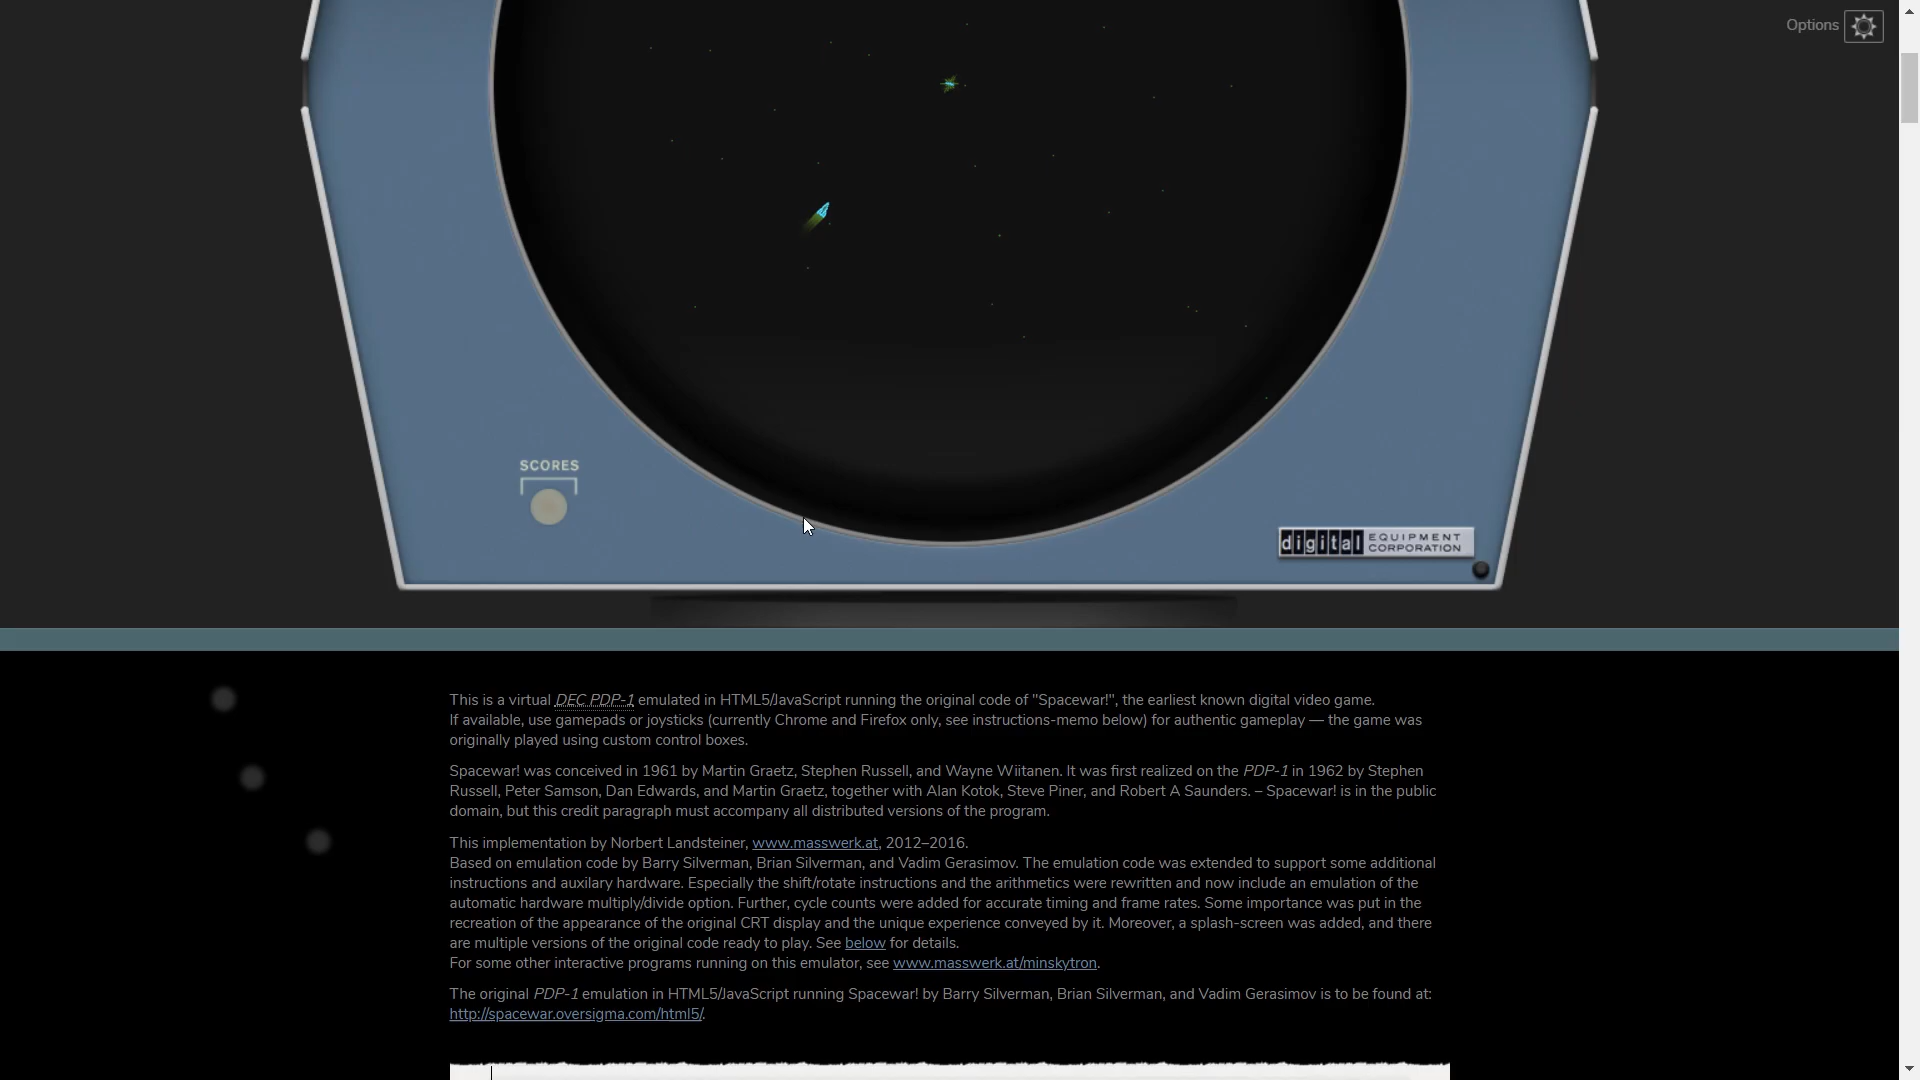 Options
SCORES
digital EQUIPMENT
CORPORATION
This is a virtual DEC PDP-1 emulated in HTML5/JavaScript running the original code of "Spacewar!", the earliest known digital video game.
If available, use gamepads or joysticks (currently Chrome and Firefox only, see instructions-memo below) for authentic gameplay — the game was
originally played using custom control boxes.
Spacewar! was conceived in 1961 by Martin Graetz, Stephen Russell, and Wayne Wiitanen. It was first realized on the PDP-1 in 1962 by Stephen
Russell, Peter Samson, Dan Edwards, and Martin Graetz, together with Alan Kotok, Steve Piner, and Robert A Saunders. – Spacewar! is in the public
domain, but this credit paragraph must accompany all distributed versions of the program.
This implementation by Norbert Landsteiner, www.masswerk.at, 2012–2016.
Based on emulation code by Barry Silverman, Brian Silverman, and Vadim Gerasimov. The emulation code was extended to support some additional
instructions and auxilary hardware. Especially the shift/rotate instructions and the arithmetics were rewritten and now include an emulation of the
automatic hardware multiply/divide option. Further, cycle counts were added for accurate timing and frame rates. Some importance was put in the
recreation of the appearance of the original CRT display and the unique experience conveyed by it. Moreover, a splash-screen was added, and there
are multiple versions of the original code ready to play. See below for details.
For some other interactive programs running on this emulator, see www.masswerk.at/minskytron.
The original PDP-1 emulation in HTML5/JavaScript running Spacewar! by Barry Silverman, Brian Silverman, and Vadim Gerasimov is to be found at:
http://spacewar.oversigma.com/html5/.